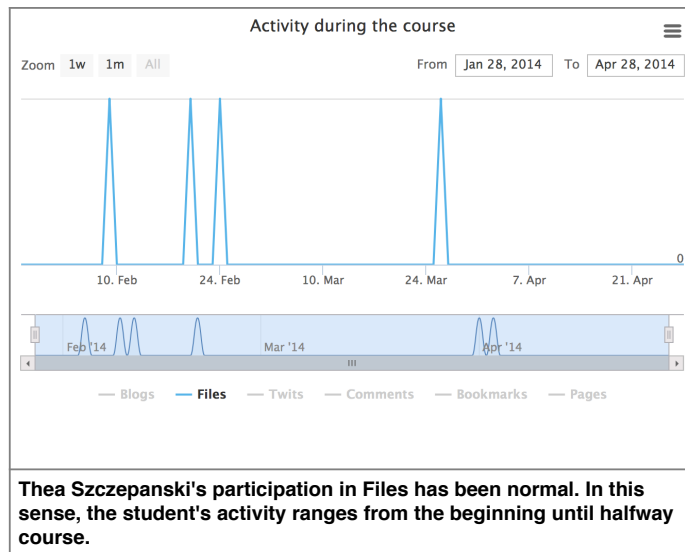 Activity during the course
Zoom 1w 1m All From Jan 28, 2014 To Apr 28, 2014
0
10. Feb 24. Feb 10. Mar 24. Mar 7. Apr 21. Apr
Feb '14 Mar '14 Apr '14
Blogs Files Twits Comments Bookmarks Pages
Thea Szczepanski's participation in Files has been normal. In this
sense, the student's activity ranges from the beginning until halfway
course.